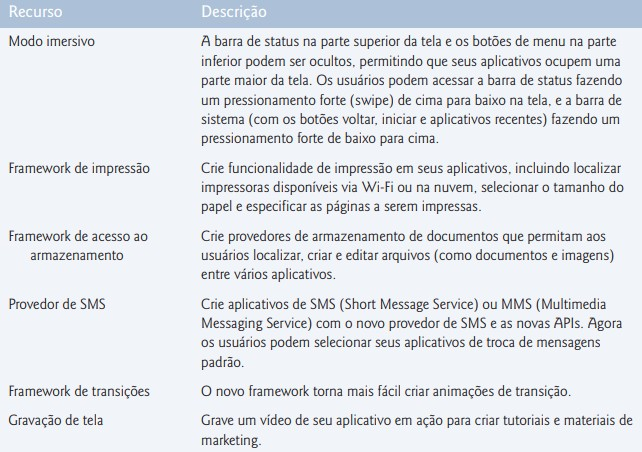 Recurso Descrição
Modo imersivo A barra de status na parte superior da tela e os botões de menu na parte
inferior podem ser ocultos, permitindo que seus aplicativos ocupem uma
parte maior da tela. Os usuários podem acessar a barra de status fazendo
um pressionamento forte (swipe) de cima para baixo na tela, e a barra de
sistema (com os botões voltar, iniciar e aplicativos recentes) fazendo um
pressionamento forte de baixo para cima.
Framework de impressão Crie funcionalidade de impressão em seus aplicativos, incluindo localizar
impressoras disponíveis via Wi-Fi ou na nuvem, selecionar o tamanho do
papel e especificar as páginas a serem impressas.
Framework de acesso ao Crie provedores de armazenamento de documentos que permitam aos
armazenamento usuários localizar, criar e editar arquivos (como documentos e imagens)
entre vários aplicativos.
Provedor de SMS Crie aplicativos de SMS (Short Message Service) ou MMS (Multimedia
Messaging Service) com o novo provedor de SMS e as novas APIs. Agora
os usuários podem selecionar seus aplicativos de troca de mensagens
padrão.
Framework de transições O novo framework torna mais fácil criar animações de transição.
Gravação de tela Grave um vídeo de seu aplicativo em ação para criar tutoriais e materiais de
marketing.